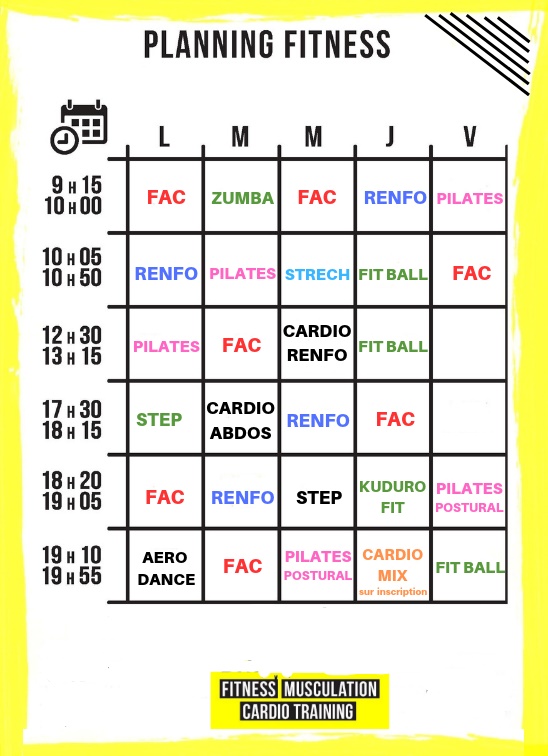 PLANNING FITNESS
L M M J V
9 H 15
10 H 00
FAC ZUMBA FAC RENFO PILATES
10 H 05
10 H 50
RENFO PILATES STRECH FIT BALL FAC
12 H 30
13 H 15
PILATES FAC CARDIO RENFO FIT BALL
17 H 30
18 H 15
STEP CARDIO ABDOS RENFO FAC
18 H 20
19 H 05
FAC RENFO STEP KUDURO FIT PILATES POSTURAL
19 H 10
19 H 55
AERO DANCE FAC PILATES POSTURAL CARDIO MIX sur inscription FIT BALL
FITNESS MUSCULATION
CARDIO TRAINING